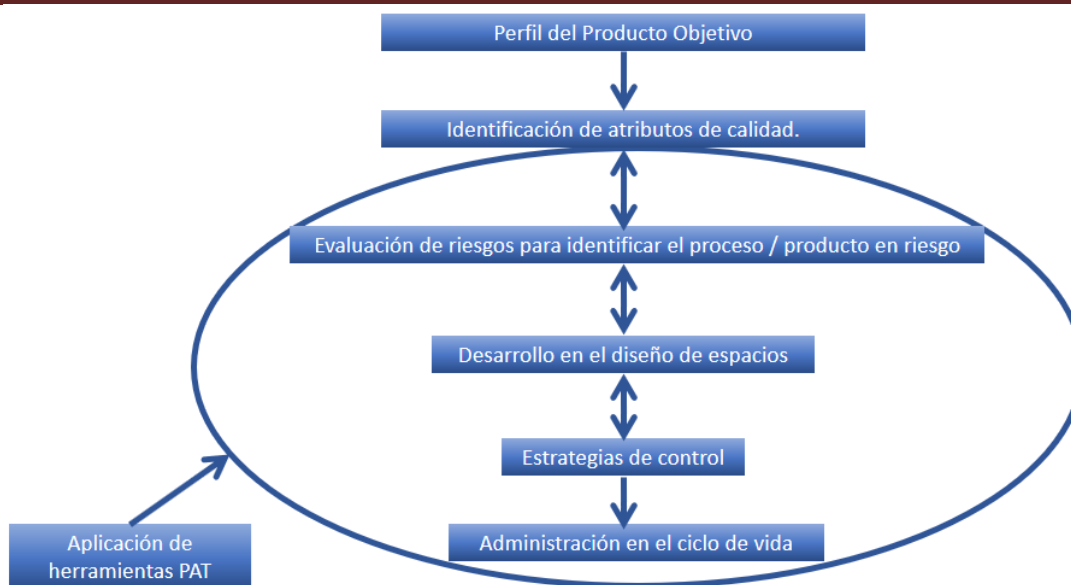 Perfil del Producto Objetivo
Identificación de atributos de calidad.
Evaluación de riesgos para identificar el proceso / producto en riesgo
Desarrollo en el diseño de espacios
Estrategias de control
Administración en el ciclo de vida
Aplicación de
herramientas PAT